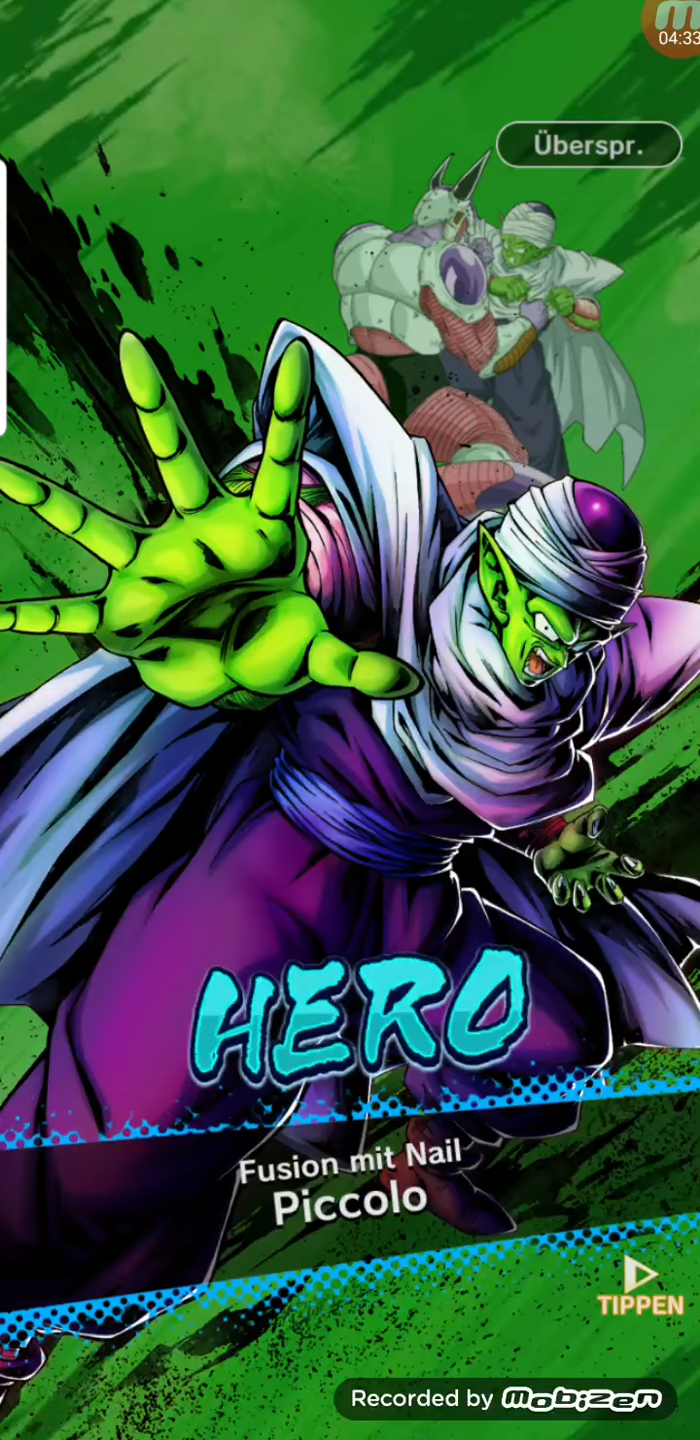 04:33
Überspr.
HERO
Fusion mit Nail
Piccolo
TIPPEN
Recorded by mobizen